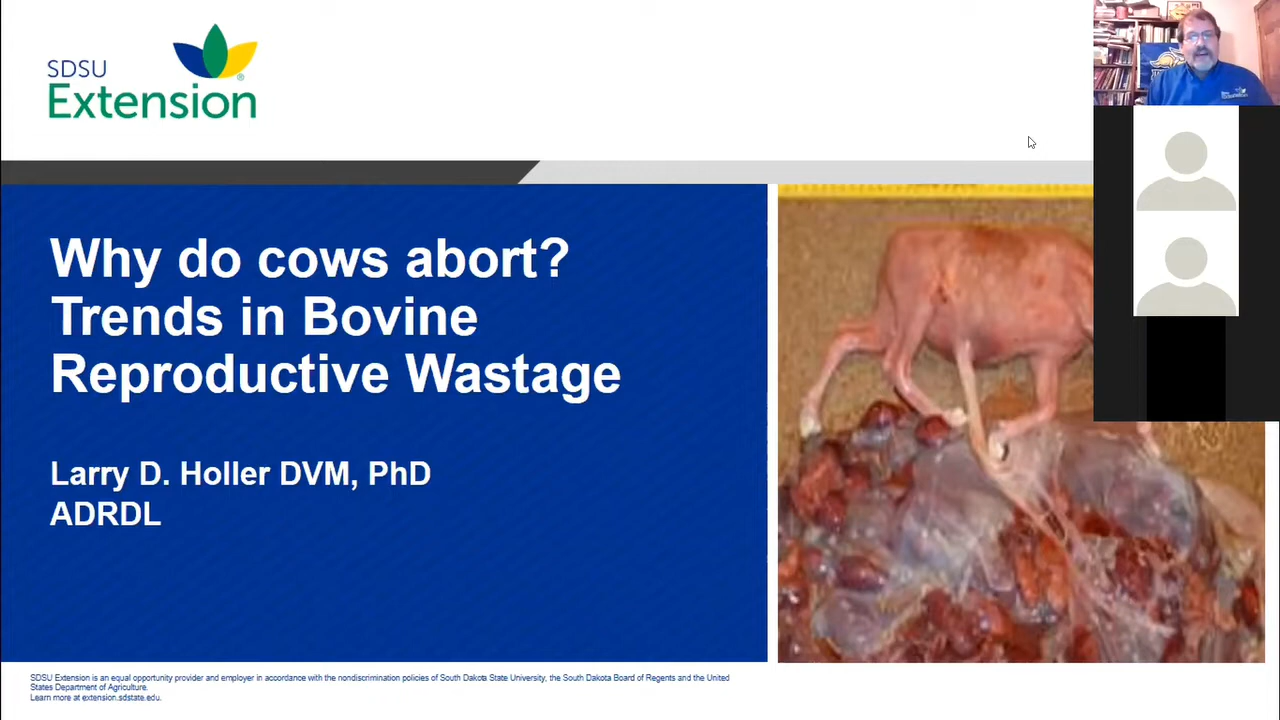 SDSU
Extension
®
Why do cows abort?
Trends in Bovine
Reproductive Wastage
Larry D. Holler DVM, PhD
ADRDL
SDSU Extension is an equal opportunity provider and employer in accordance with the nondiscrimination policies of South Dakota State University, the South Dakota Board of Regents and the United
States Department of Agriculture.
Learn more at extension.sdstate.edu.